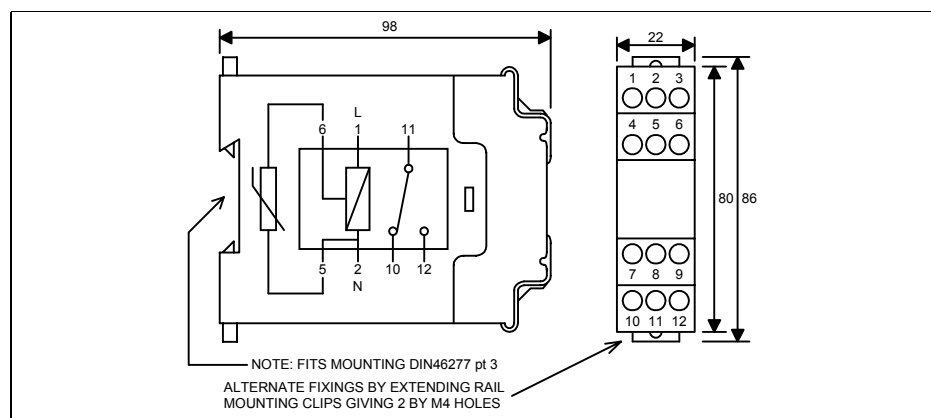 98
22
L
6 1 11
1 2 3
4 5 6
80 86
5 2 10 12
N
7 8 9
10 11 12
NOTE: FITS MOUNTING DIN46277 pt 3
ALTERNATE FIXINGS BY EXTENDING RAIL
MOUNTING CLIPS GIVING 2 BY M4 HOLES